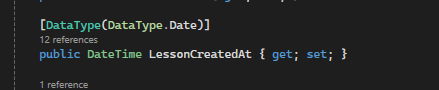 [DataType(DataType.Date)]
12 references
public DateTime LessonCreatedAt { get; set; }
1 reference